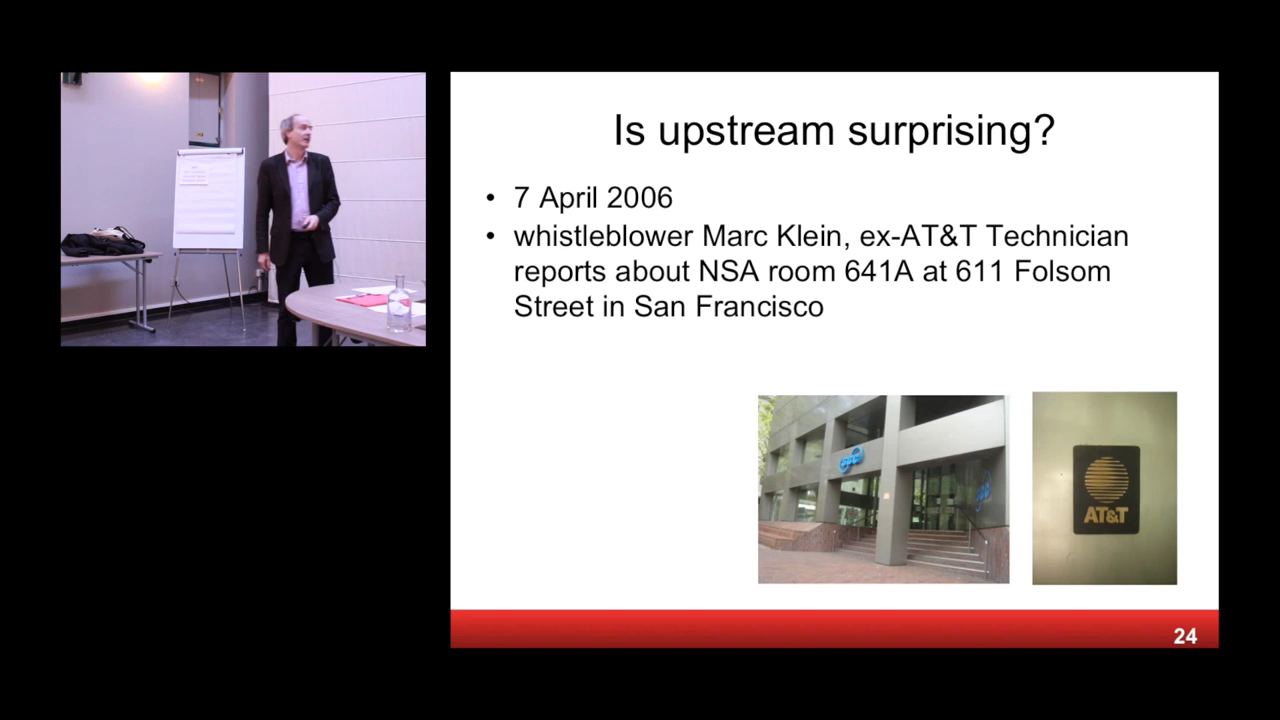 Is upstream surprising?
• 7 April 2006
• whistleblower Marc Klein, ex-AT&T Technician
reports about NSA room 641A at 611 Folsom
Street in San Francisco
AT&T
24